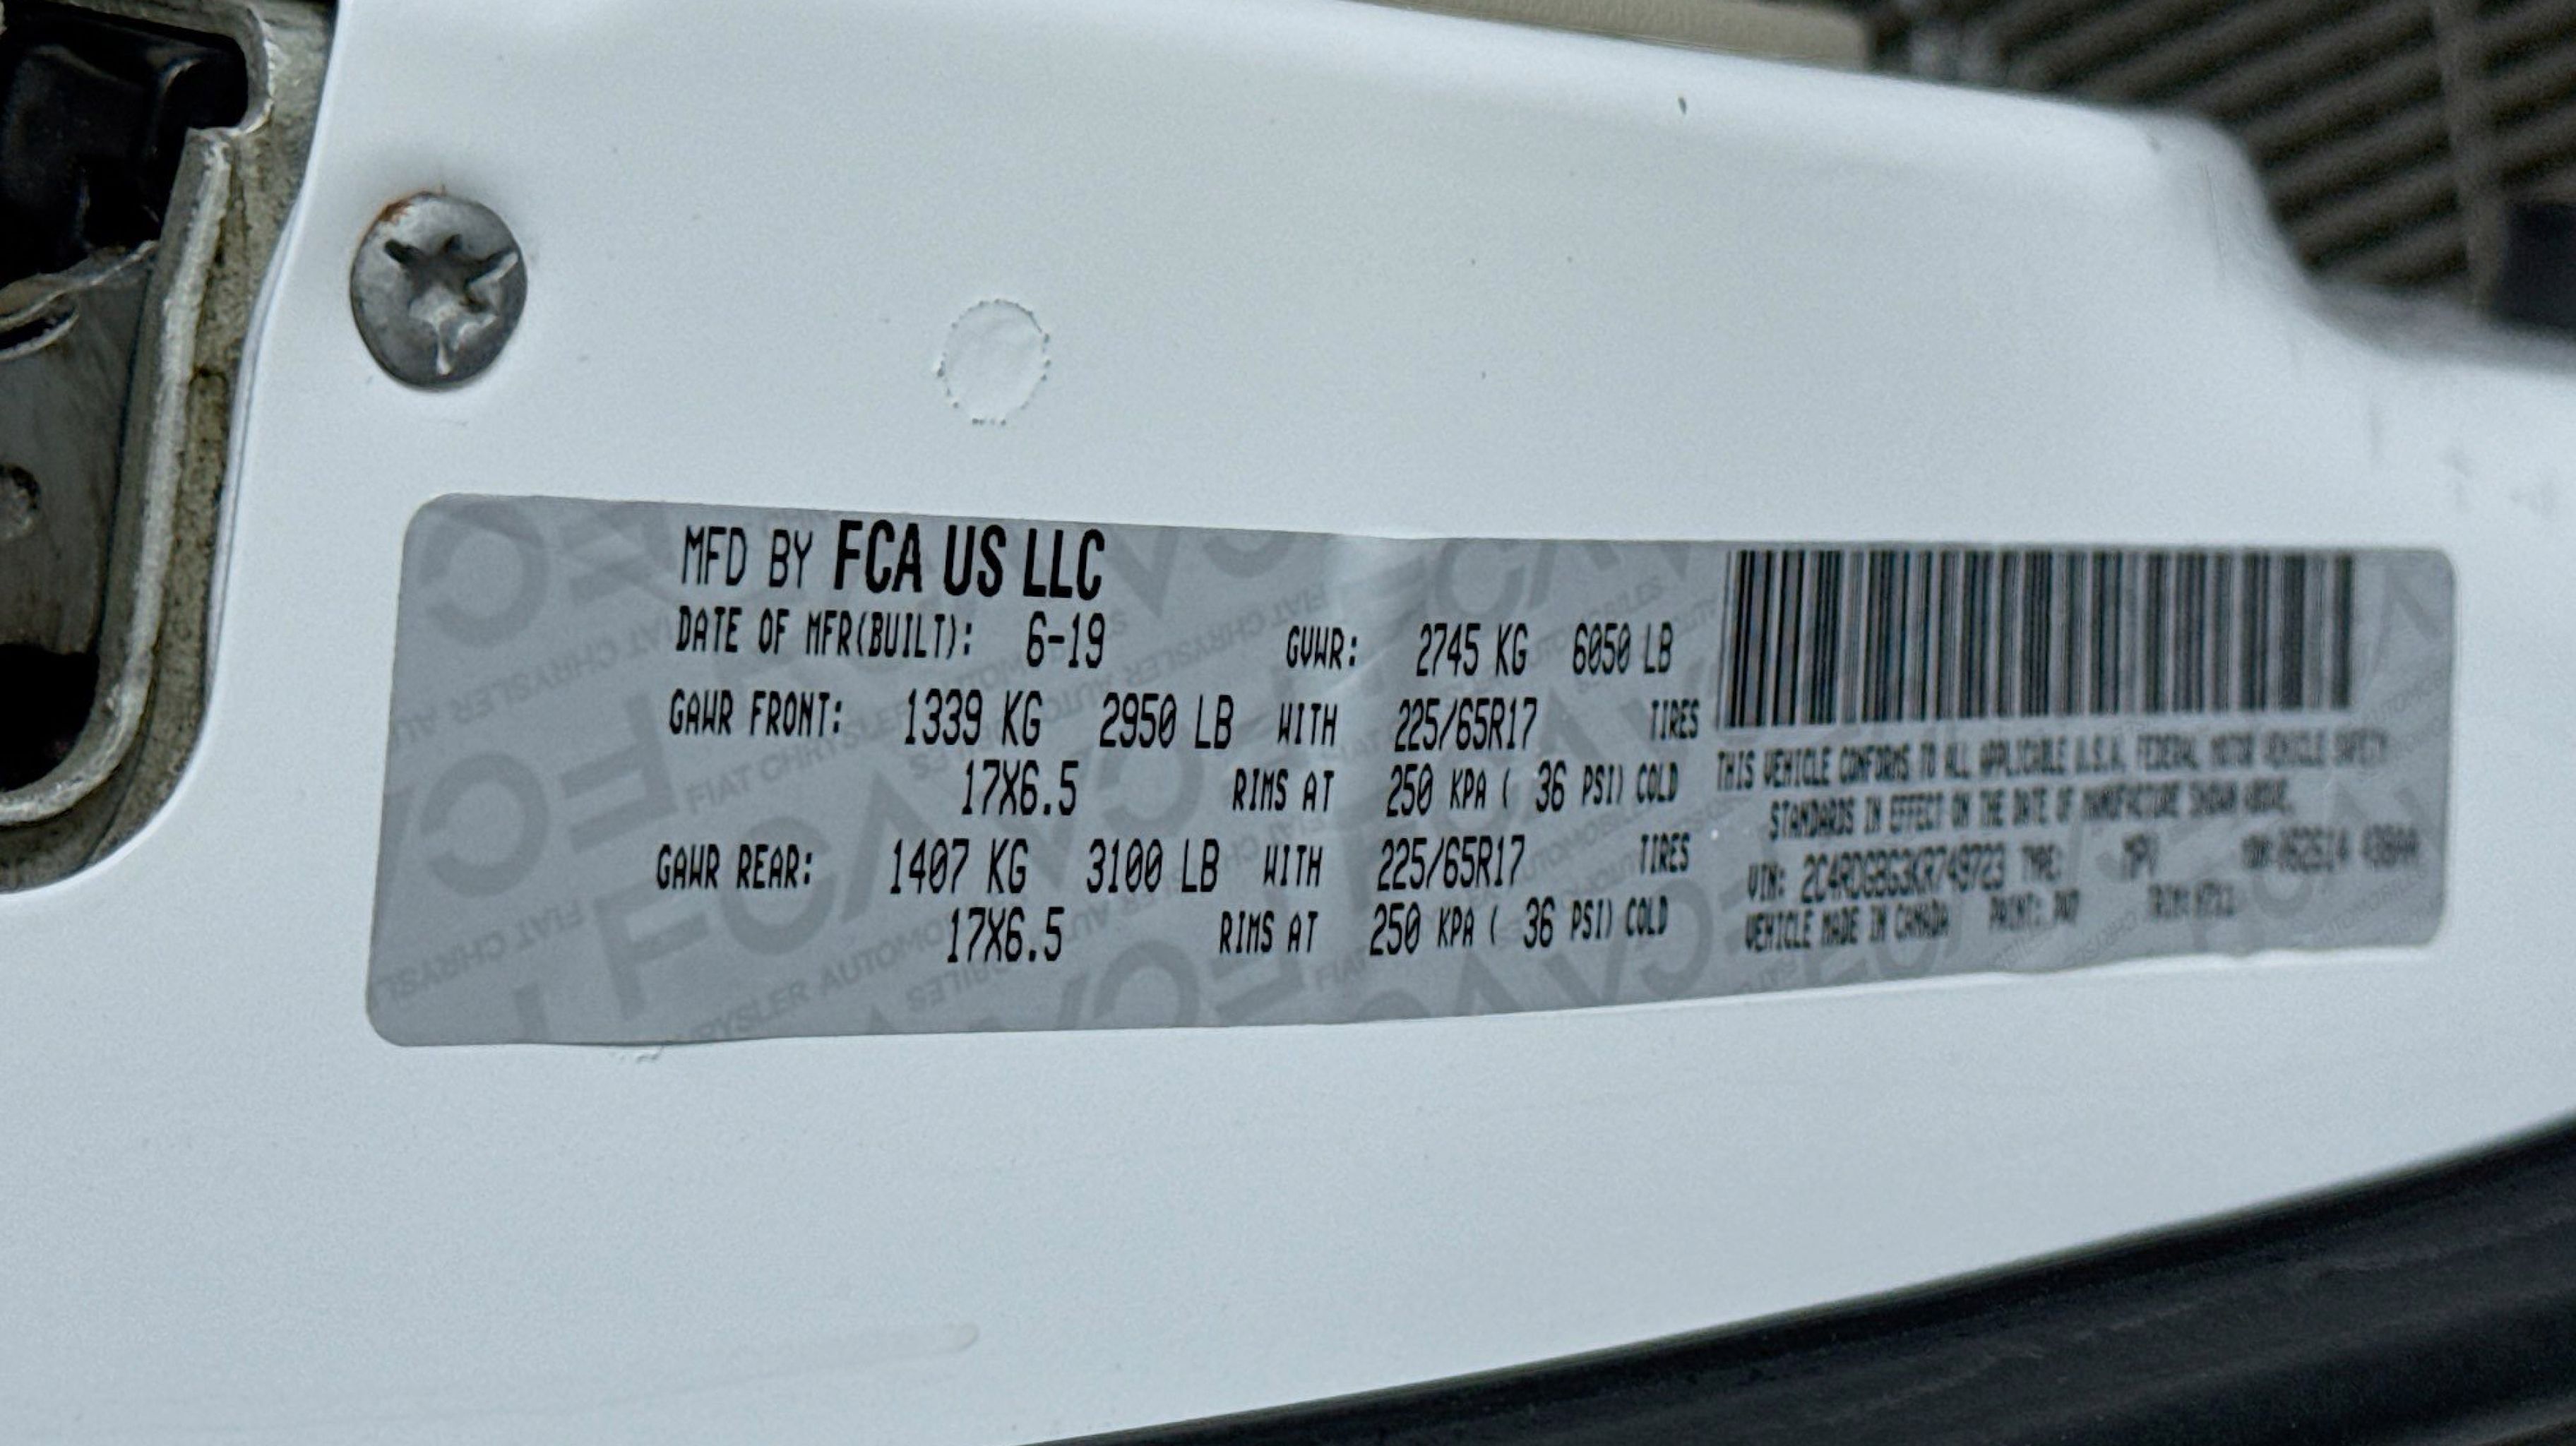 MFD BY FCA US LLC
DATE OF MFR(BUILT): 6-19 GVWR: 2745 KG 6050 LB
GAWR FRONT: 1339 KG 2950 LB WITH 225/65R17 TIRES
17X6.5 RIMS AT 250 KPA ( 36 PSI) COLD
GAWR REAR: 1407 KG 3100 LB WITH 225/65R17 TIRES
17X6.5 RIMS AT 250 KPA ( 36 PSI) COLD
THIS VEHICLE CONFORMS TO ALL APPLICABLE U.S.A. FEDERAL MOTOR VEHICLE SAFETY
STANDARDS IN EFFECT ON THE DATE OF MANUFACTURE SHOWN ABOVE.
VIN: 2C4RDGBG3KR749723 TYPE: MPV
VEHICLE MADE IN CANADA PAINT: PW7 TRIM: